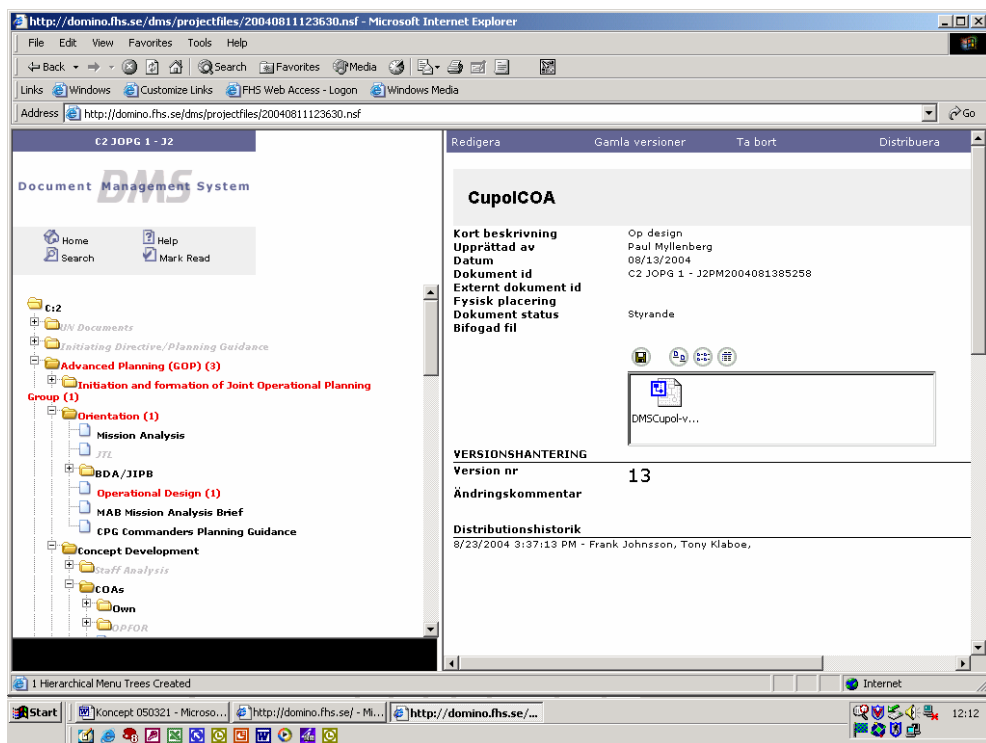 http://domino.fhs.se/dms/projectfiles/20040811123630.nsf - Microsoft Internet Explorer
File Edit View Favorites Tools Help
Back Search Favorites Media
Links Windows Customize Links FHS Web Access - Logon Windows Media
Address http://domino.fhs.se/dms/projectfiles/20040811123630.nsf Go
C2 JOPG 1 - J2
DMS
Document Management System
Home Help
Search Mark Read
C:2
UN Documents
Initiating Directive/Planning Guidance
Advanced Planning (GOP) (3)
Initiation and formation of Joint Operational Planning
Group (1)
Orientation (1)
Mission Analysis
JTL
BDA/JIPB
Operational Design (1)
MAB Mission Analysis Brief
CPG Commanders Planning Guidance
Concept Development
Staff Analysis
COAs
Own
OPFOR
Redigera Gamla versioner Ta bort Distribuera
CupolCOA
Kort beskrivning Op design
Upprättad av Paul Myllenberg
Datum 08/13/2004
Dokument id C2 JOPG 1 - J2PM2004081385258
Externt dokument id
Fysisk placering
Dokument status Styrande
Bifogad fil
DMSCupol-v...
VERSIONSHANTERING
Version nr 13
Ändringskommentar
Distributionshistorik
8/23/2004 3:37:13 PM - Frank Johnsson, Tony Klaboe,
1 Hierarchical Menu Trees Created Internet
Start Koncept 050321 - Microso... http://domino.fhs.se/ - Mi... http://domino.fhs.se/... 12:12